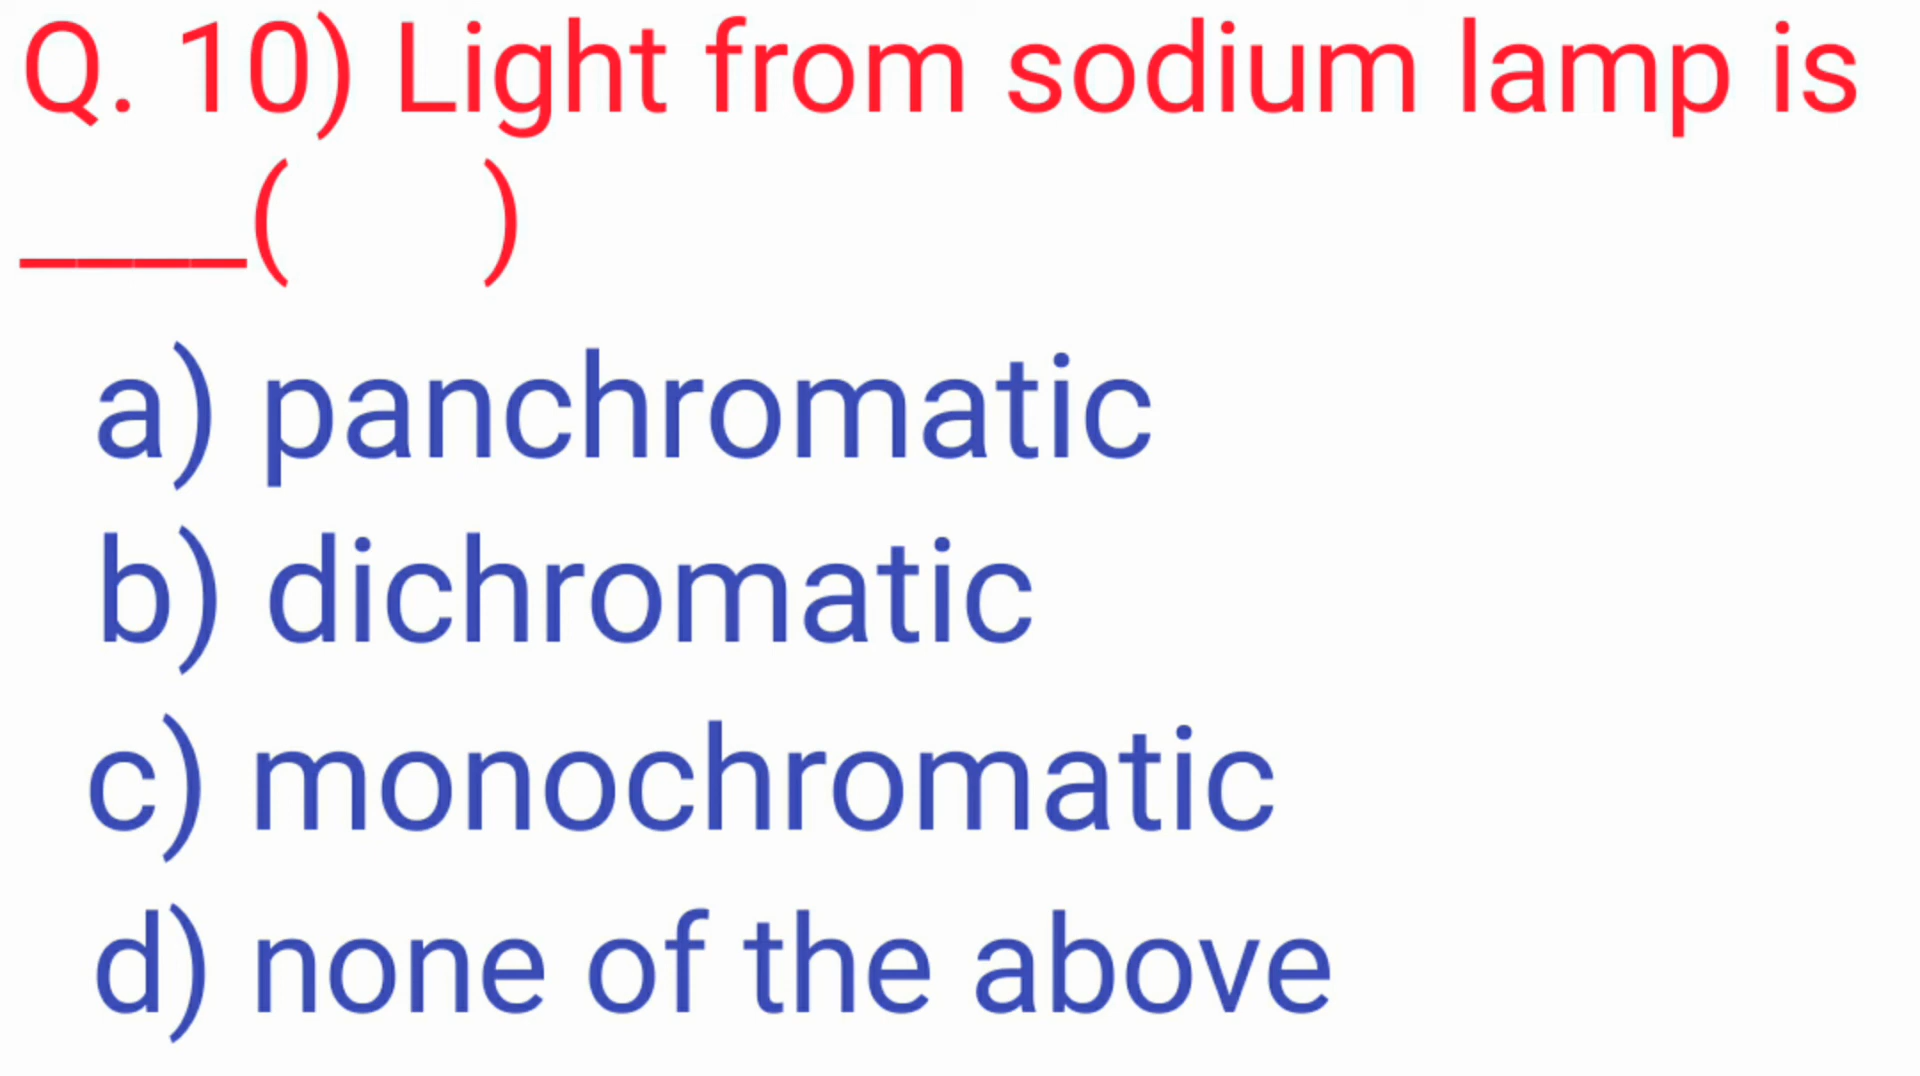 Q. 10) Light from sodium lamp is
____( )
a) panchromatic
b) dichromatic
c) monochromatic
d) none of the above